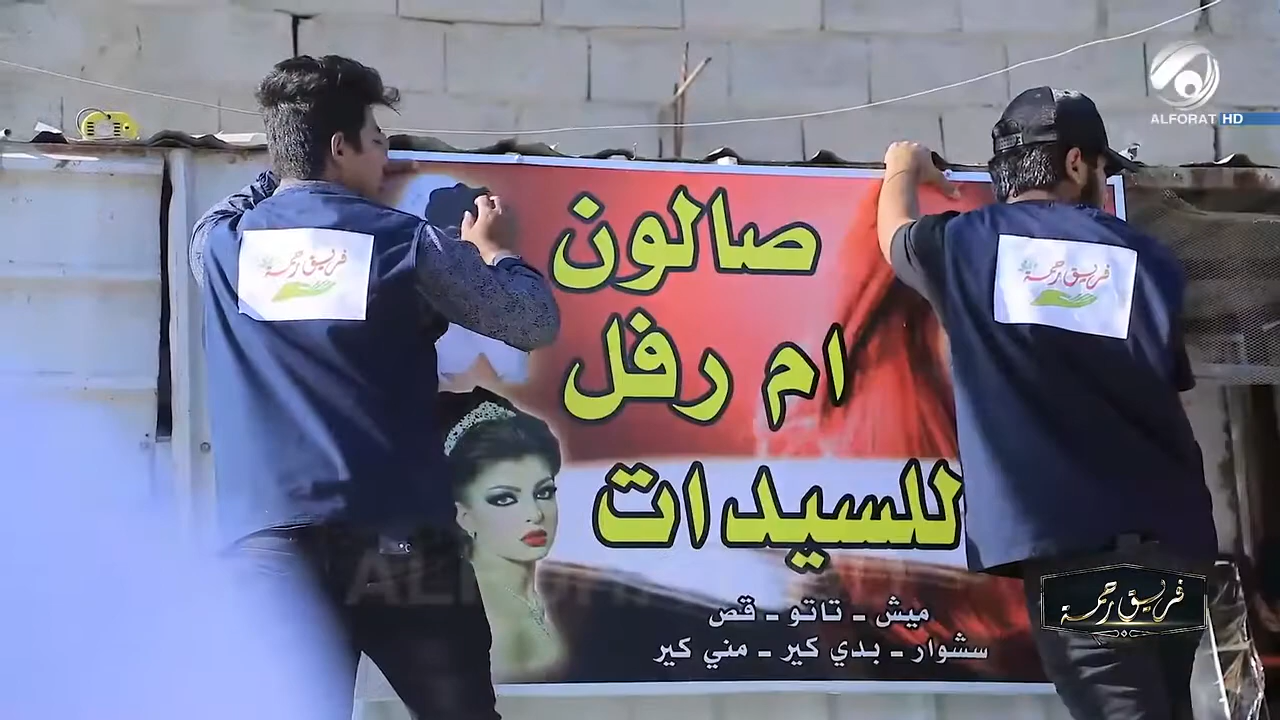 ALFORAT HD
صالون
ام رفل
للسيدات
ميش - تاتو - قص
سشوار - بدي كير - مني كير
فريق رحمة
فريق رحمة
فريق رحمة